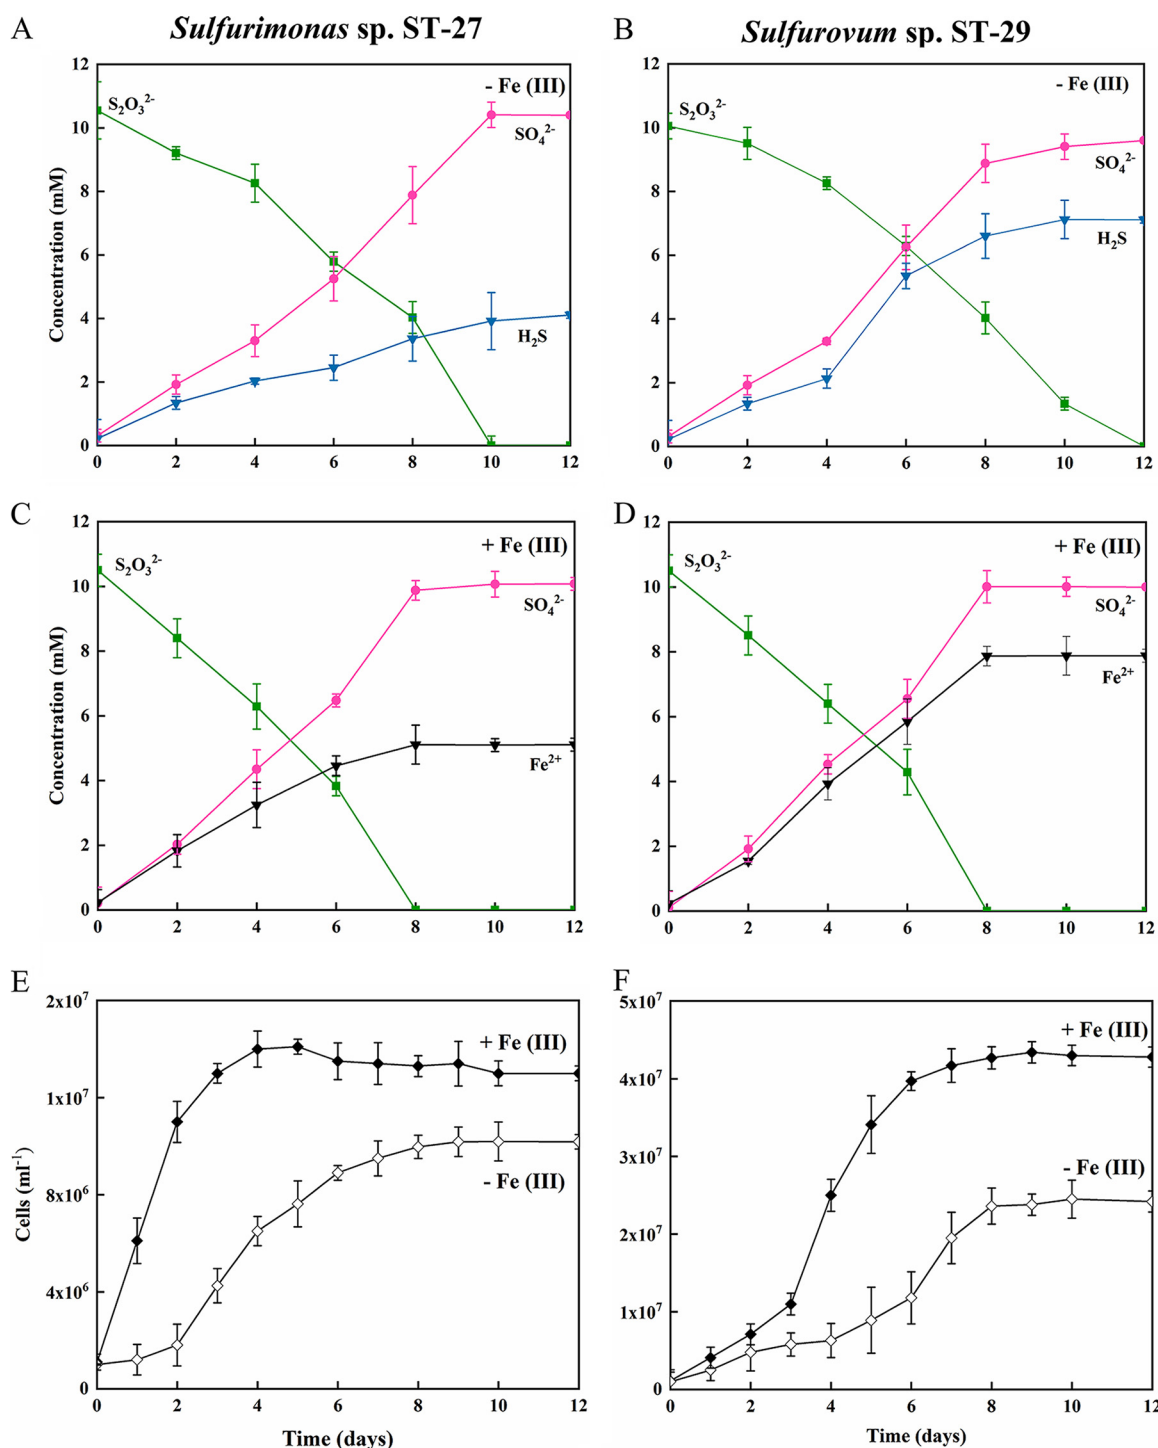 A
Sulfurimonas sp. ST-27
B
Sulfurovum sp. ST-29
12
10
8
6
4
2
0
Concentration (mM)
- Fe (III)
S₂O₃²⁻
SO₄²⁻
H₂S
0 2 4 6 8 10 12
12
10
8
6
4
2
0
- Fe (III)
S₂O₃²⁻
SO₄²⁻
H₂S
0 2 4 6 8 10 12
C
12
10
8
6
4
2
0
Concentration (mM)
+ Fe (III)
S₂O₃²⁻
SO₄²⁻
Fe²⁺
0 2 4 6 8 10 12
D
12
10
8
6
4
2
0
+ Fe (III)
S₂O₃²⁻
SO₄²⁻
Fe²⁺
0 2 4 6 8 10 12
E
2x10⁷
1x10⁷
8x10⁶
4x10⁶
0
Cells (ml⁻¹)
+ Fe (III)
- Fe (III)
0 2 4 6 8 10 12
Time (days)
F
5x10⁷
4x10⁷
3x10⁷
2x10⁷
1x10⁷
0
+ Fe (III)
- Fe (III)
0 2 4 6 8 10 12
Time (days)